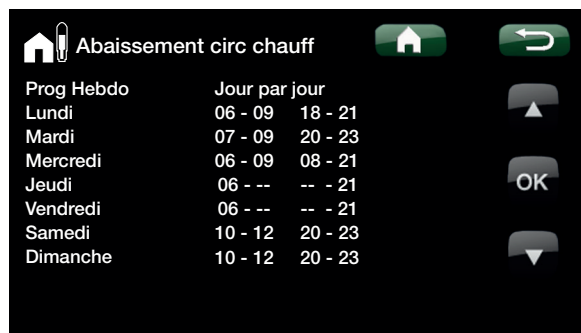 Abaissement circ chauff
Prog Hebdo Jour par jour
Lundi 06 - 09 18 - 21
Mardi 07 - 09 20 - 23
Mercredi 06 - 09 08 - 21
Jeudi 06 - -- -- - 21
Vendredi 06 - -- -- - 21
Samedi 10 - 12 20 - 23
Dimanche 10 - 12 20 - 23
OK